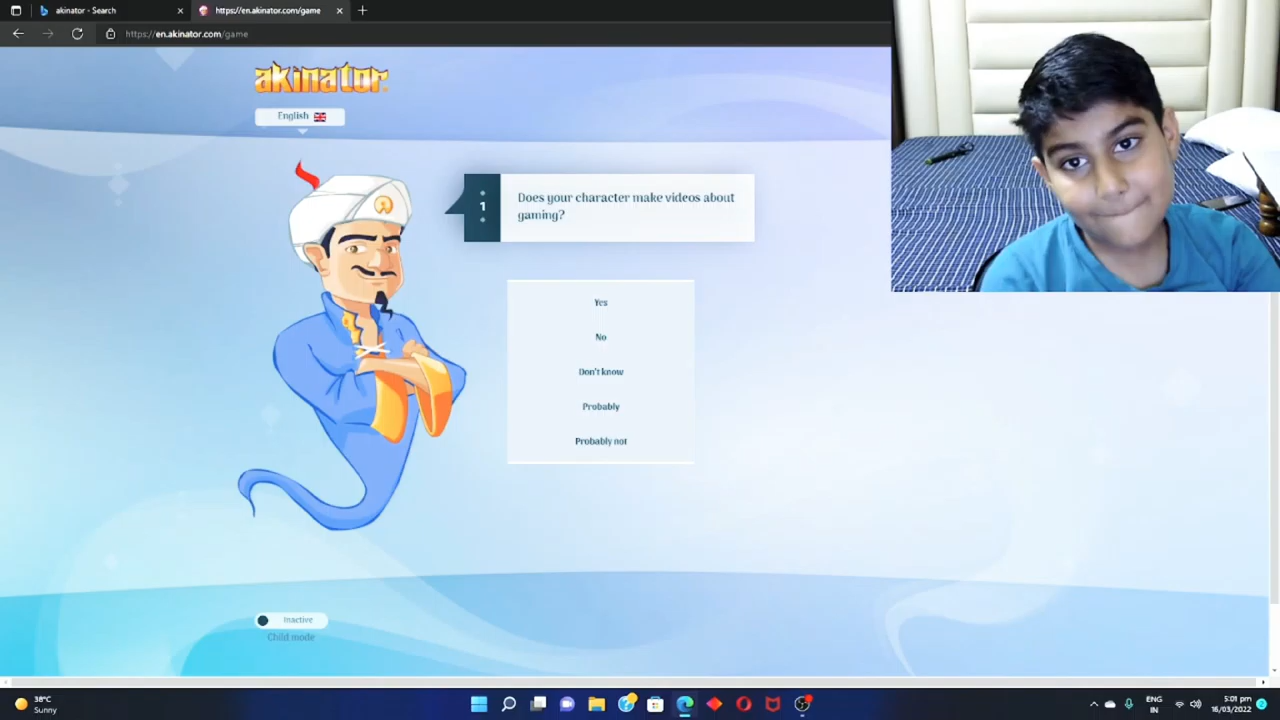 akinator - Search
https://en.akinator.com/game
https://en.akinator.com/game
akinator
English
1
Does your character make videos about
gaming?
Yes
No
Don't know
Probably
Probably not
Inactive
Child mode
38°C
Sunny
ENG
IN
5:01 pm
16/03/2022
2